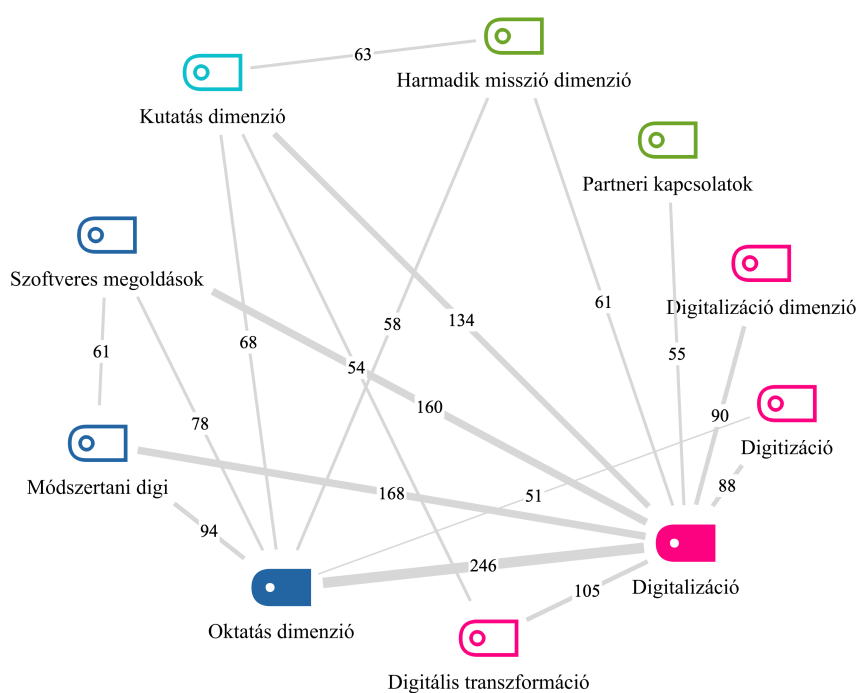 63
Harmadik misszió dimenzió
Kutatás dimenzió
Partneri kapcsolatok
Szoftveres megoldások
Digitalizáció dimenzió
61
58
134
68
61
55
54
160
90
78
Digitizáció
Módszertani digi
168
51
88
94
246
Digitalizáció
105
Oktatás dimenzió
Digitális transzformáció